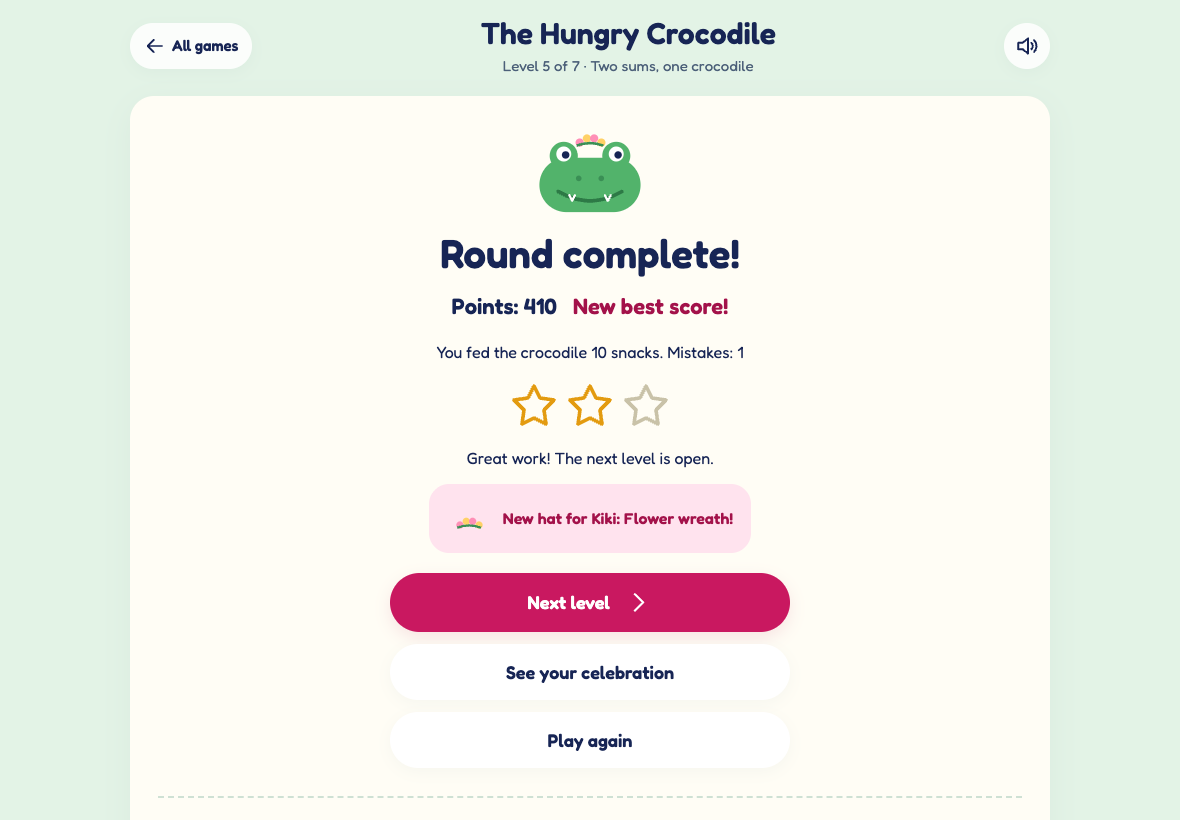 All games
The Hungry Crocodile
Level 5 of 7 · Two sums, one crocodile
Round complete!
Points: 410 New best score!
You fed the crocodile 10 snacks. Mistakes: 1
Great work! The next level is open.
New hat for Kiki: Flower wreath!
Next level
See your celebration
Play again